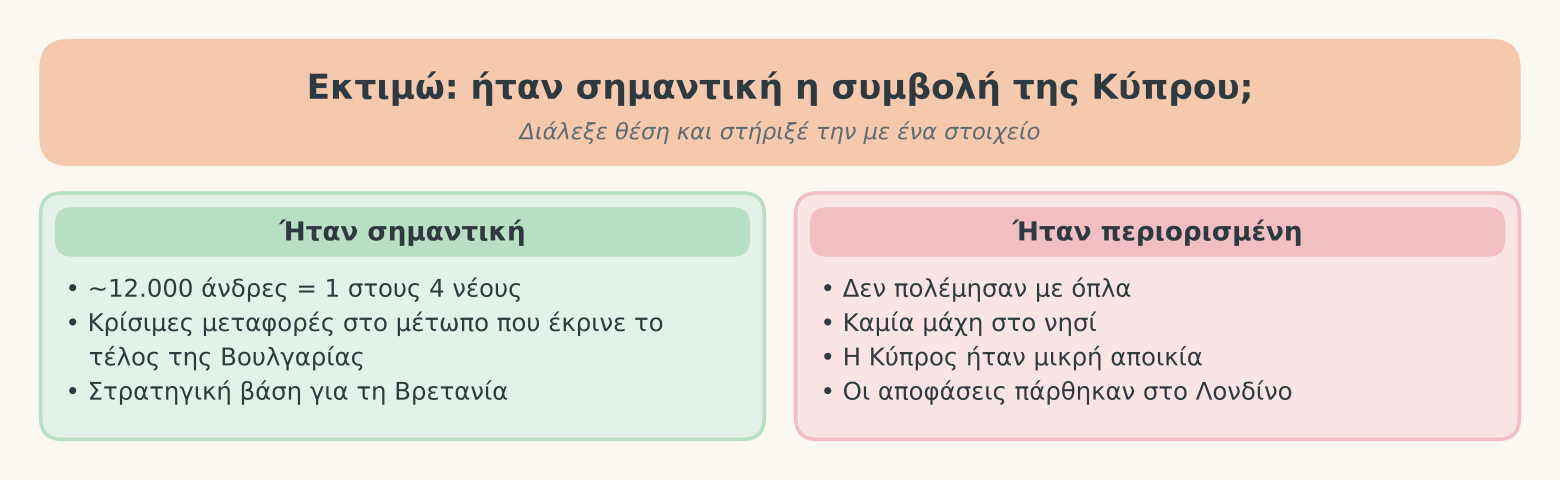 Εκτιμώ: ήταν σημαντική η συμβολή της Κύπρου;
Διάλεξε θέση και στήριξέ την με ένα στοιχείο
Ήταν σημαντική
• ~12.000 άνδρες = 1 στους 4 νέους
• Κρίσιμες μεταφορές στο μέτωπο που έκρινε το
τέλος της Βουλγαρίας
• Στρατηγική βάση για τη Βρετανία
Ήταν περιορισμένη
• Δεν πολέμησαν με όπλα
• Καμία μάχη στο νησί
• Η Κύπρος ήταν μικρή αποικία
• Οι αποφάσεις πάρθηκαν στο Λονδίνο